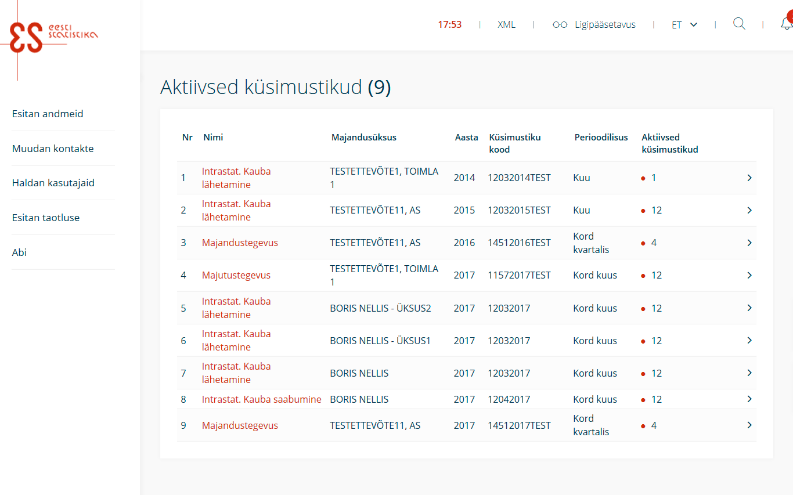 eesti
statistika
17:53
XML
Ligipääsetavus
ET
Esitan andmeid
Muudan kontakte
Haldan kasutajaid
Esitan taotluse
Abi
Aktiivsed küsimustikud (9)
Nr Nimi Majandusüksus Aasta Küsimustiku kood Perioodilisus Aktiivsed küsimustikud
1 Intrastat. Kauba lähetamine TESTETTEVÕTE1, TOIMLA 1 2014 12032014TEST Kuu 1
2 Intrastat. Kauba lähetamine TESTETTEVÕTE11, AS 2015 12032015TEST Kuu 12
3 Majandustegevus TESTETTEVÕTE11, AS 2016 14512016TEST Kord kvartalis 4
4 Majutustegevus TESTETTEVÕTE1, TOIMLA 1 2017 11572017TEST Kord kuus 12
5 Intrastat. Kauba lähetamine BORIS NELLIS - ÜKSUS2 2017 12032017 Kord kuus 12
6 Intrastat. Kauba lähetamine BORIS NELLIS - ÜKSUS1 2017 12032017 Kord kuus 12
7 Intrastat. Kauba lähetamine BORIS NELLIS 2017 12032017 Kord kuus 12
8 Intrastat. Kauba saabumine BORIS NELLIS 2017 12042017 Kord kuus 12
9 Majandustegevus TESTETTEVÕTE11, AS 2017 14512017TEST Kord kvartalis 4